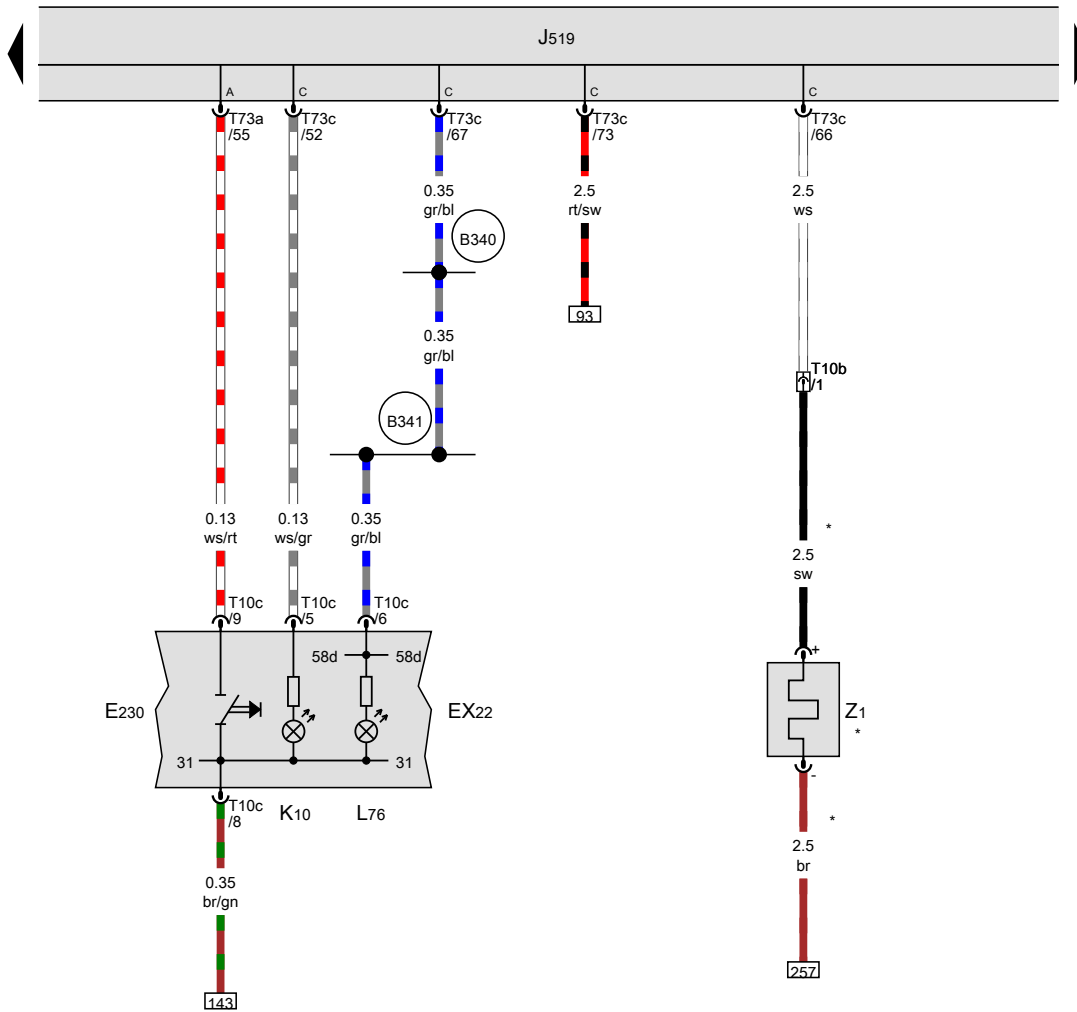 J519
A
C
C
C
C
T73a
/55
T73c
/52
T73c
/67
T73c
/73
T73c
/66
0.35
gr/bl
2.5
rt/sw
2.5
ws
B340
93
0.35
gr/bl
T10b
/1
B341
0.13
ws/rt
0.13
ws/gr
0.35
gr/bl
*
2.5
sw
T10c
/9
T10c
/5
T10c
/6
+
58d
58d
E230
EX22
Z1
*
31
31
-
T10c
/8
K10
L76
*
2.5
br
0.35
br/gn
257
143